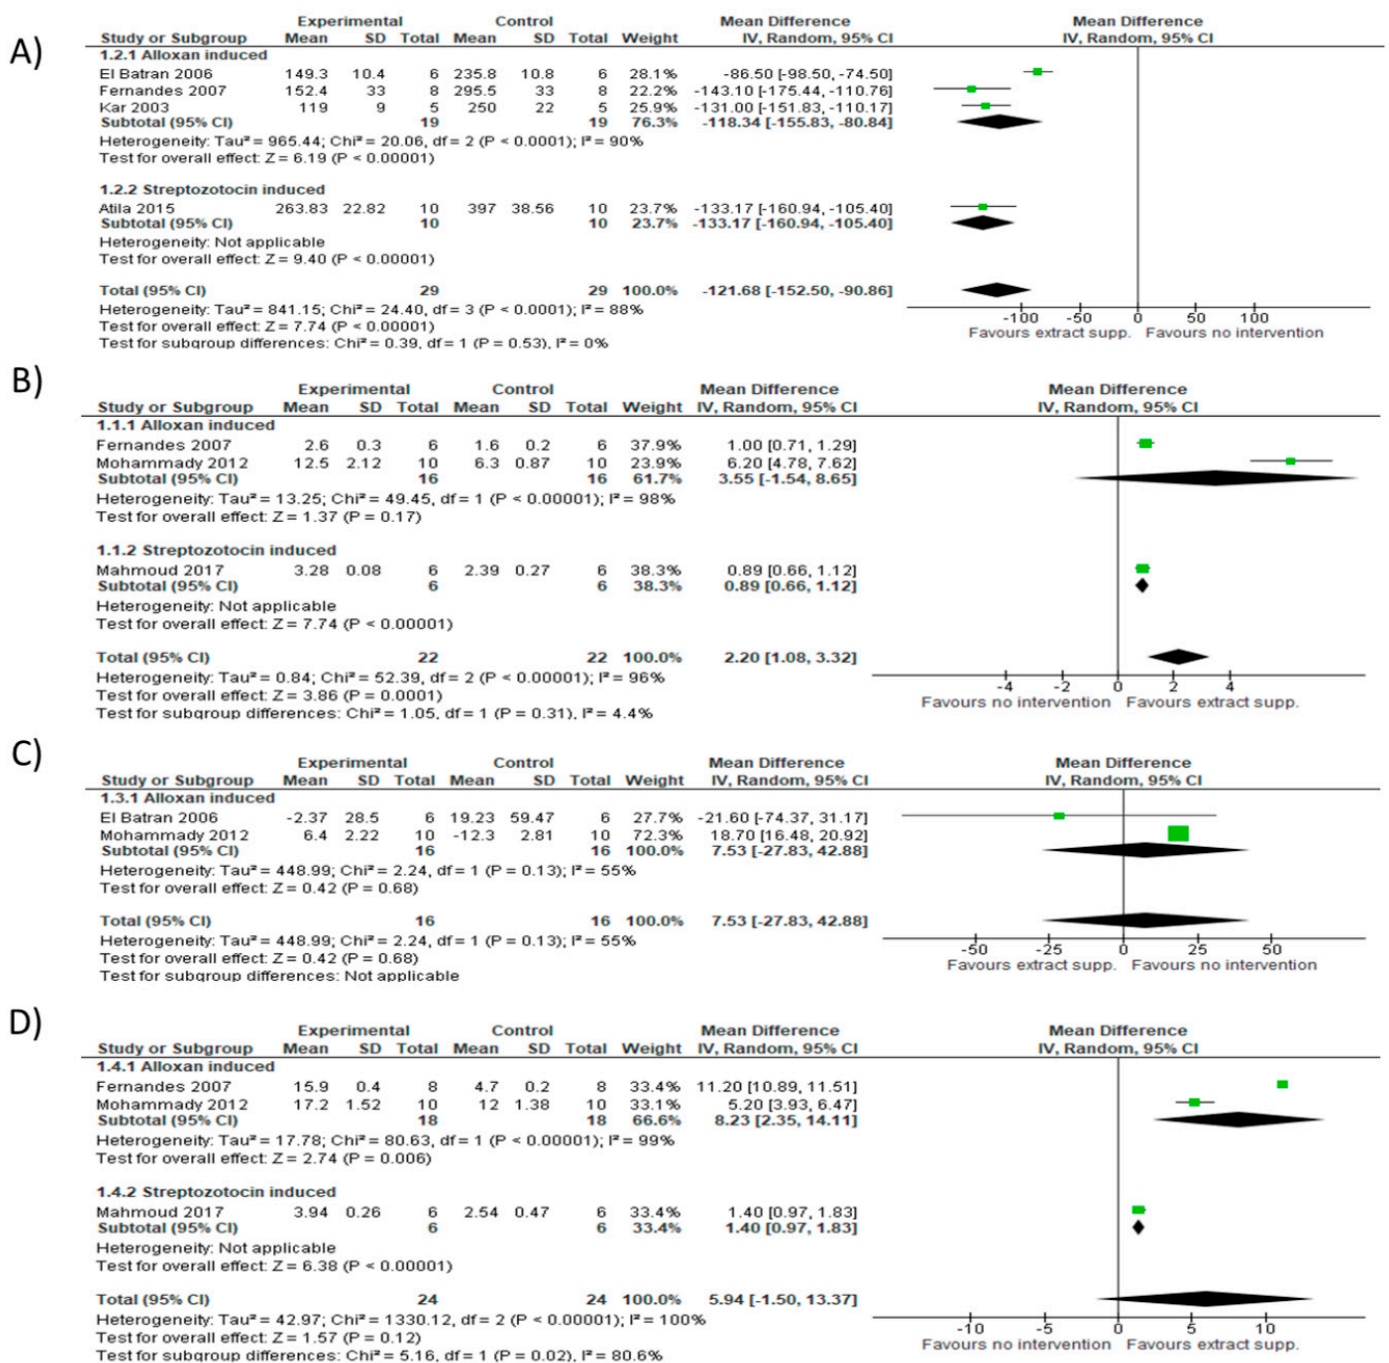 A)
Experimental Control Mean Difference Mean Difference
Study or Subgroup Mean SD Total Mean SD Total Weight IV, Random, 95% CI IV, Random, 95% CI
1.2.1 Alloxan induced
El Batran 2006 149.3 10.4 6 235.8 10.8 6 28.1% -86.50 [-98.50, -74.50]
Fernandes 2007 152.4 33 8 295.5 33 8 22.2% -143.10 [-175.44, -110.76]
Kar 2003 119 9 5 250 22 5 25.9% -131.00 [-151.83, -110.17]
Subtotal (95% CI) 19 19 76.3% -118.34 [-155.83, -80.84]
Heterogeneity: Tau² = 965.44; Chi² = 20.06, df = 2 (P < 0.0001); I² = 90%
Test for overall effect: Z = 6.19 (P < 0.00001)
1.2.2 Streptozotocin induced
Atila 2015 263.83 22.82 10 397 38.56 10 23.7% -133.17 [-160.94, -105.40]
Subtotal (95% CI) 10 10 23.7% -133.17 [-160.94, -105.40]
Heterogeneity: Not applicable
Test for overall effect: Z = 9.40 (P < 0.00001)
Total (95% CI) 29 29 100.0% -121.68 [-152.50, -90.86]
Heterogeneity: Tau² = 841.15; Chi² = 24.40, df = 3 (P < 0.0001); I² = 88%
Test for overall effect: Z = 7.74 (P < 0.00001)
Test for subgroup differences: Chi² = 0.39, df = 1 (P = 0.53), I² = 0%
-100 -50 0 50 100
Favours extract supp. Favours no intervention
B)
Experimental Control Mean Difference Mean Difference
Study or Subgroup Mean SD Total Mean SD Total Weight IV, Random, 95% CI IV, Random, 95% CI
1.1.1 Alloxan induced
Fernandes 2007 2.6 0.3 6 1.6 0.2 6 37.9% 1.00 [0.71, 1.29]
Mohammady 2012 12.5 2.12 10 6.3 0.87 10 23.9% 6.20 [4.78, 7.62]
Subtotal (95% CI) 16 16 61.7% 3.55 [-1.54, 8.65]
Heterogeneity: Tau² = 13.25; Chi² = 49.45, df = 1 (P < 0.00001); I² = 98%
Test for overall effect: Z = 1.37 (P = 0.17)
1.1.2 Streptozotocin induced
Mahmoud 2017 3.28 0.08 6 2.39 0.27 6 38.3% 0.89 [0.66, 1.12]
Subtotal (95% CI) 6 6 38.3% 0.89 [0.66, 1.12]
Heterogeneity: Not applicable
Test for overall effect: Z = 7.74 (P < 0.00001)
Total (95% CI) 22 22 100.0% 2.20 [1.08, 3.32]
Heterogeneity: Tau² = 0.84; Chi² = 52.39, df = 2 (P < 0.00001); I² = 96%
Test for overall effect: Z = 3.86 (P = 0.0001)
Test for subgroup differences: Chi² = 1.05, df = 1 (P = 0.31), I² = 4.4%
-4 -2 0 2 4
Favours no intervention Favours extract supp.
C)
Experimental Control Mean Difference Mean Difference
Study or Subgroup Mean SD Total Mean SD Total Weight IV, Random, 95% CI IV, Random, 95% CI
1.3.1 Alloxan induced
El Batran 2006 -2.37 28.5 6 19.23 59.47 6 27.7% -21.60 [-74.37, 31.17]
Mohammady 2012 6.4 2.22 10 -12.3 2.81 10 72.3% 18.70 [16.48, 20.92]
Subtotal (95% CI) 16 16 100.0% 7.53 [-27.83, 42.88]
Heterogeneity: Tau² = 448.99; Chi² = 2.24, df = 1 (P = 0.13); I² = 55%
Test for overall effect: Z = 0.42 (P = 0.68)
Total (95% CI) 16 16 100.0% 7.53 [-27.83, 42.88]
Heterogeneity: Tau² = 448.99; Chi² = 2.24, df = 1 (P = 0.13); I² = 55%
Test for overall effect: Z = 0.42 (P = 0.68)
Test for subgroup differences: Not applicable
-50 -25 0 25 50
Favours extract supp. Favours no intervention
D)
Experimental Control Mean Difference Mean Difference
Study or Subgroup Mean SD Total Mean SD Total Weight IV, Random, 95% CI IV, Random, 95% CI
1.4.1 Alloxan induced
Fernandes 2007 15.9 0.4 8 4.7 0.2 8 33.4% 11.20 [10.89, 11.51]
Mohammady 2012 17.2 1.52 10 12 1.38 10 33.1% 5.20 [3.93, 6.47]
Subtotal (95% CI) 18 18 66.6% 8.23 [2.35, 14.11]
Heterogeneity: Tau² = 17.78; Chi² = 80.63, df = 1 (P < 0.00001); I² = 99%
Test for overall effect: Z = 2.74 (P = 0.006)
1.4.2 Streptozotocin induced
Mahmoud 2017 3.94 0.26 6 2.54 0.47 6 33.4% 1.40 [0.97, 1.83]
Subtotal (95% CI) 6 6 33.4% 1.40 [0.97, 1.83]
Heterogeneity: Not applicable
Test for overall effect: Z = 6.38 (P < 0.00001)
Total (95% CI) 24 24 100.0% 5.94 [-1.50, 13.37]
Heterogeneity: Tau² = 42.97; Chi² = 1330.12, df = 2 (P < 0.00001); I² = 100%
Test for overall effect: Z = 1.57 (P = 0.12)
Test for subgroup differences: Chi² = 5.16, df = 1 (P = 0.02), I² = 80.6%
-10 -5 0 5 10
Favours no intervention Favours extract supp.